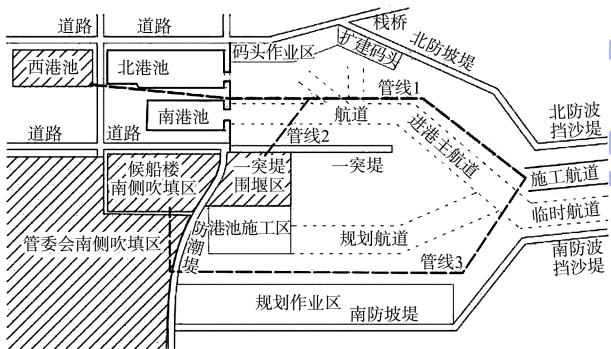 道路
道路
栈桥
北防坡堤
码头作业区
扩建码头
西港池
北港池
管线1
南港池
航道
北防波
挡沙堤
道路
道路
管线2
进港主航道
候船楼
南侧吹填区
一突堤
围堰区
一突堤
施工航道
临时航道
港池施工区
防潮堤
规划航道
管委会南侧吹填区
管线3
南防波
挡沙堤
规划作业区
南防坡堤